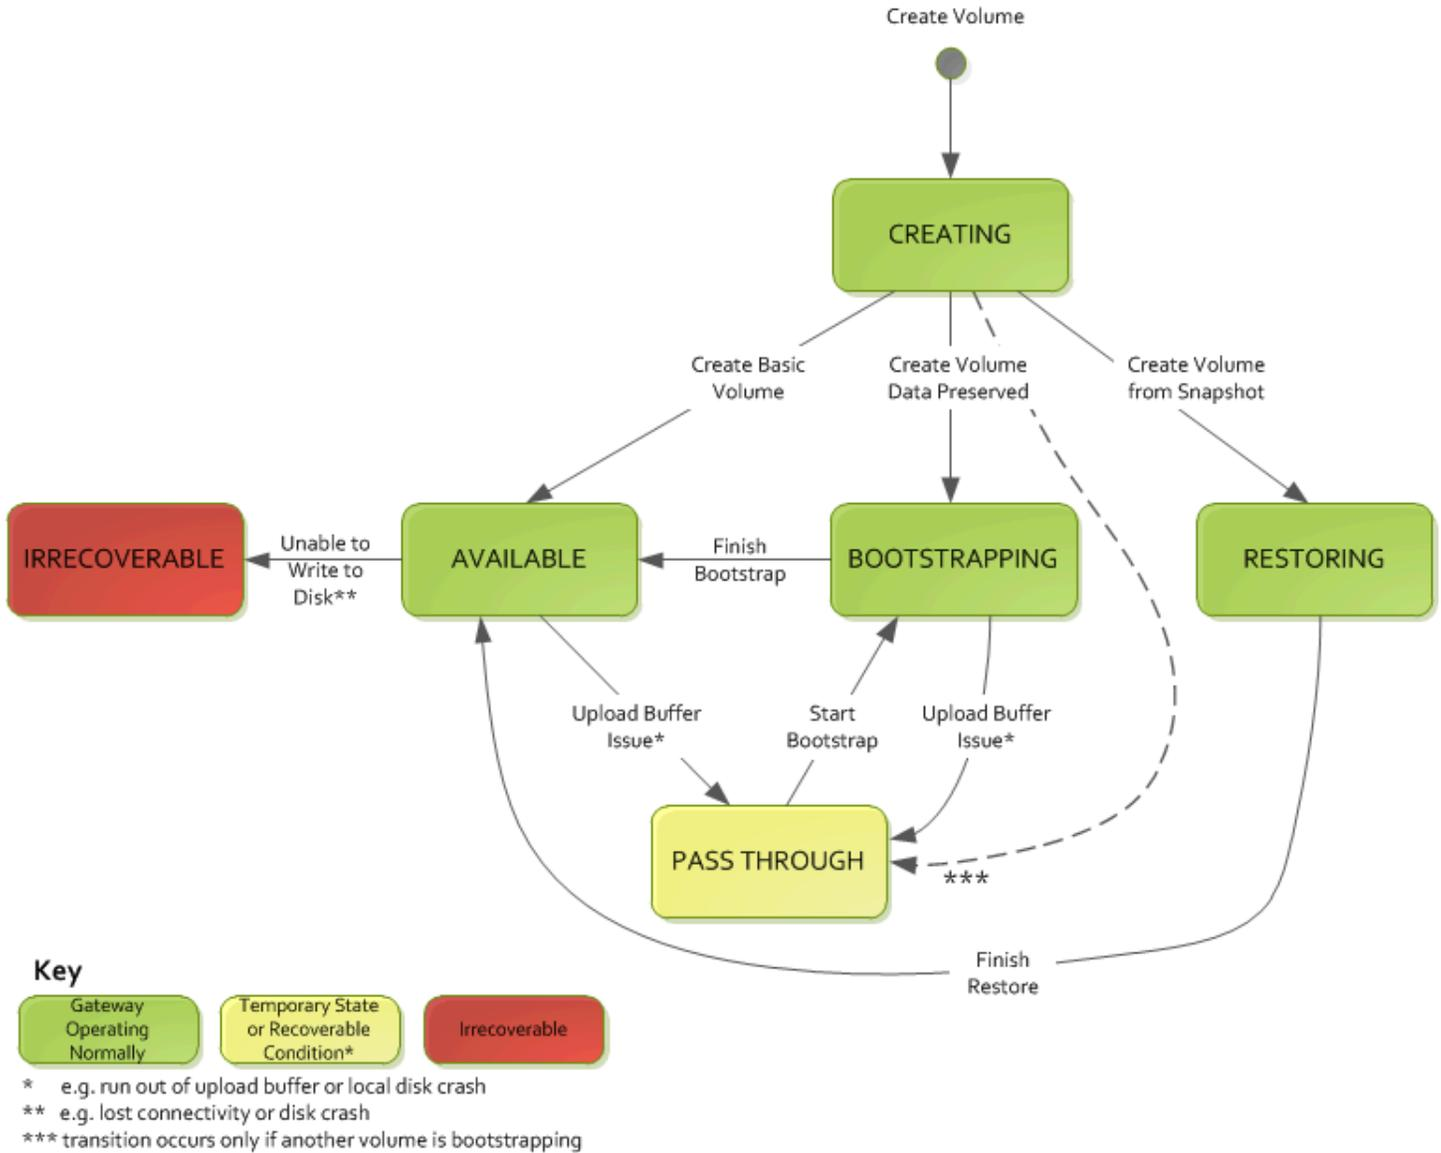 Create Volume
CREATING
Create Basic
Volume
Create Volume
Data Preserved
Create Volume
from Snapshot
IRRECOVERABLE
Unable to
Write to
Disk**
AVAILABLE
Finish
Bootstrap
BOOTSTRAPPING
RESTORING
Upload Buffer
Issue*
Start
Bootstrap
Upload Buffer
Issue*
PASS THROUGH
***
Finish
Restore
Key
Gateway
Operating
Normally
Temporary State
or Recoverable
Condition*
Irrecoverable
* e.g. run out of upload buffer or local disk crash
** e.g. lost connectivity or disk crash
*** transition occurs only if another volume is bootstrapping